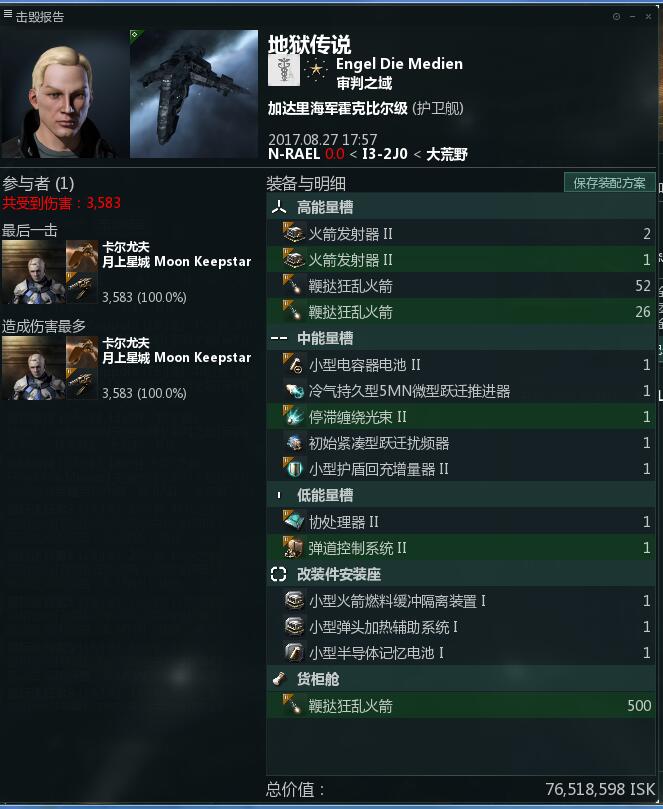 击毁报告
地狱传说
Engel Die Medien
审判之域
加达里海军霍克比尔级 (护卫舰)
2017.08.27 17:57
N-RAEL 0.0 < I3-2J0 < 大荒野
参与者 (1)
共受到伤害：3,583
最后一击
卡尔尤夫
月上星城 Moon Keepstar
3,583 (100.0%)
造成伤害最多
卡尔尤夫
月上星城 Moon Keepstar
3,583 (100.0%)
装备与明细
保存装配方案
高能量槽
火箭发射器 II 2
火箭发射器 II 1
鞭挞狂乱火箭 52
鞭挞狂乱火箭 26
中能量槽
小型电容器电池 II 1
冷气持久型5MN微型跃迁推进器 1
停滞缠绕光束 II 1
初始紧凑型跃迁扰频器 1
小型护盾回充增量器 II 1
低能量槽
协处理器 II 1
弹道控制系统 II 1
改装件安装座
小型火箭燃料缓冲隔离装置 I 1
小型弹头加热辅助系统 I 1
小型半导体记忆电池 I 1
货柜舱
鞭挞狂乱火箭 500
总价值： 76,518,598 ISK